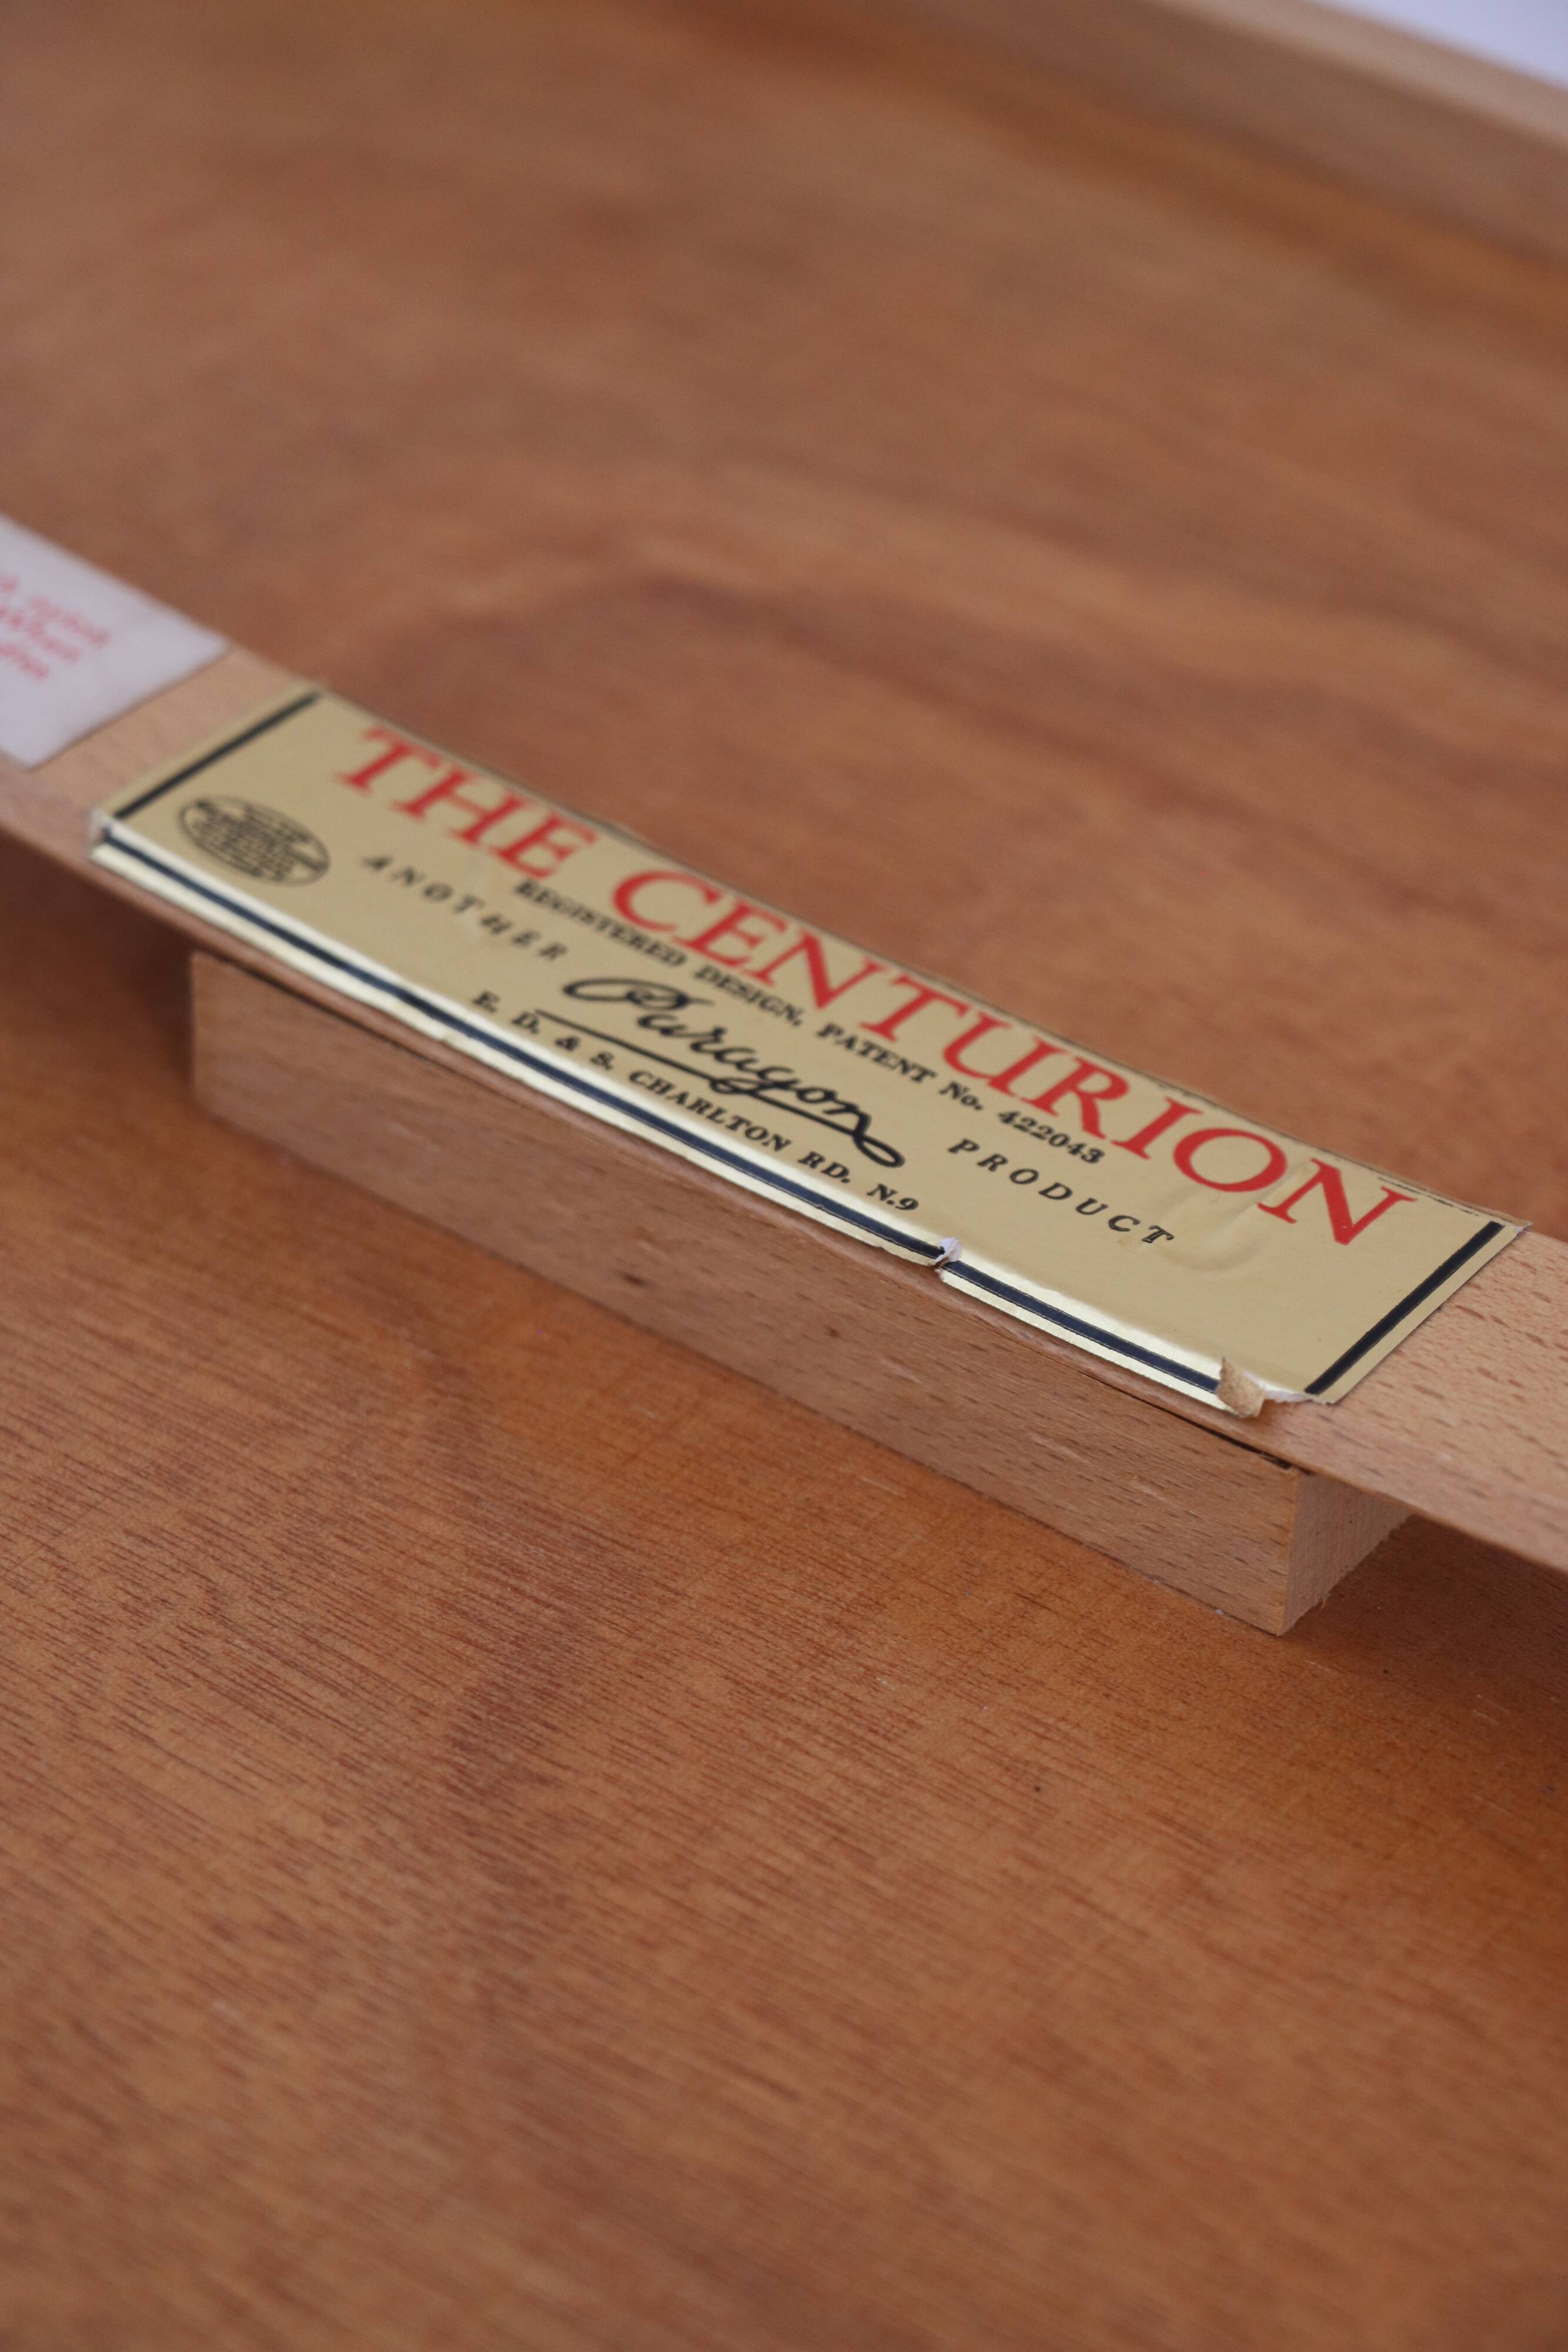 THE CENTURION
REGISTERED DESIGN, PATENT No. 422043
ANOTHER Paragon PRODUCT
E. D. & S. CHARLTON RD. N.9